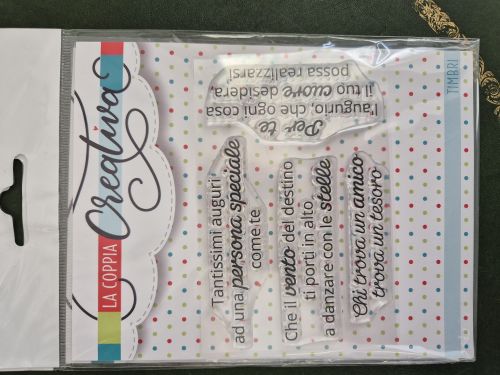 LA COPPIA
Creativa
TIMBRI
Per te
l'augurio, che ogni cosa
il tuo cuore desidera,
possa realizzarsi
Tantissimi auguri
ad una persona speciale
come te
Che il vento del destino
ti porti in alto,
a danzare con le stelle
Chi trova un amico
trova un tesoro